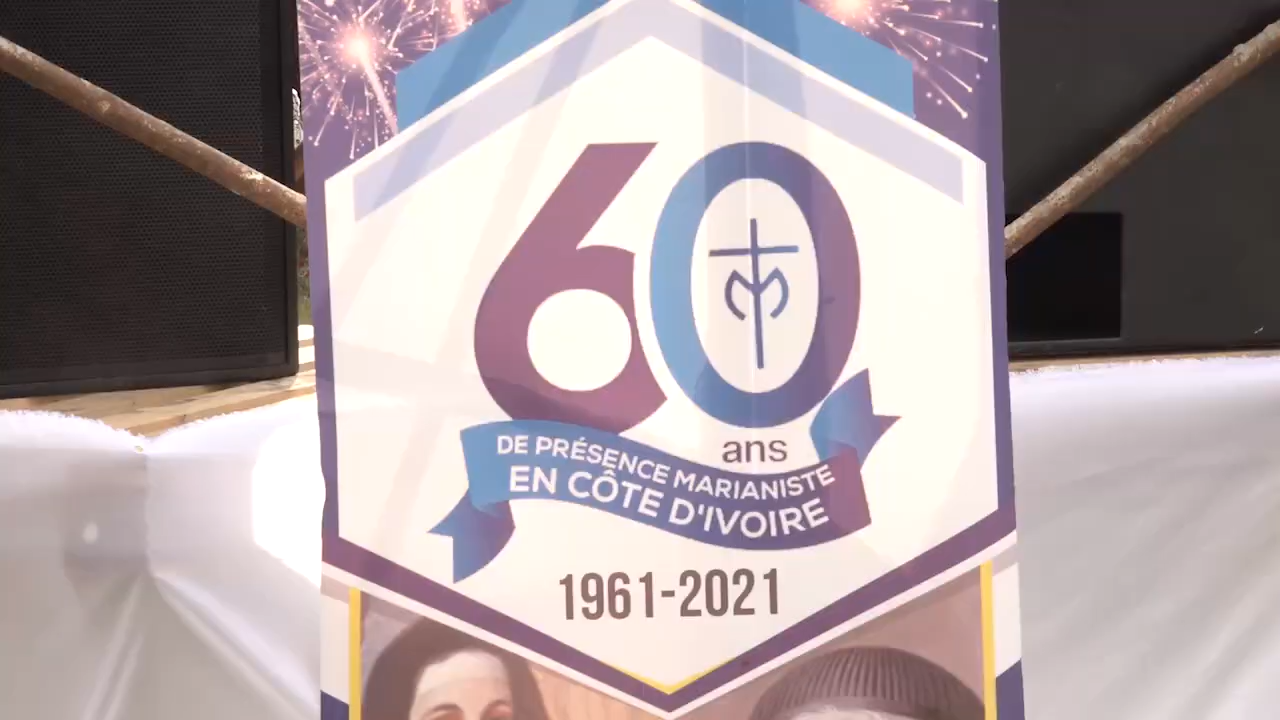 60
ans
DE PRÉSENCE MARIANISTE
EN CÔTE D'IVOIRE
1961-2021